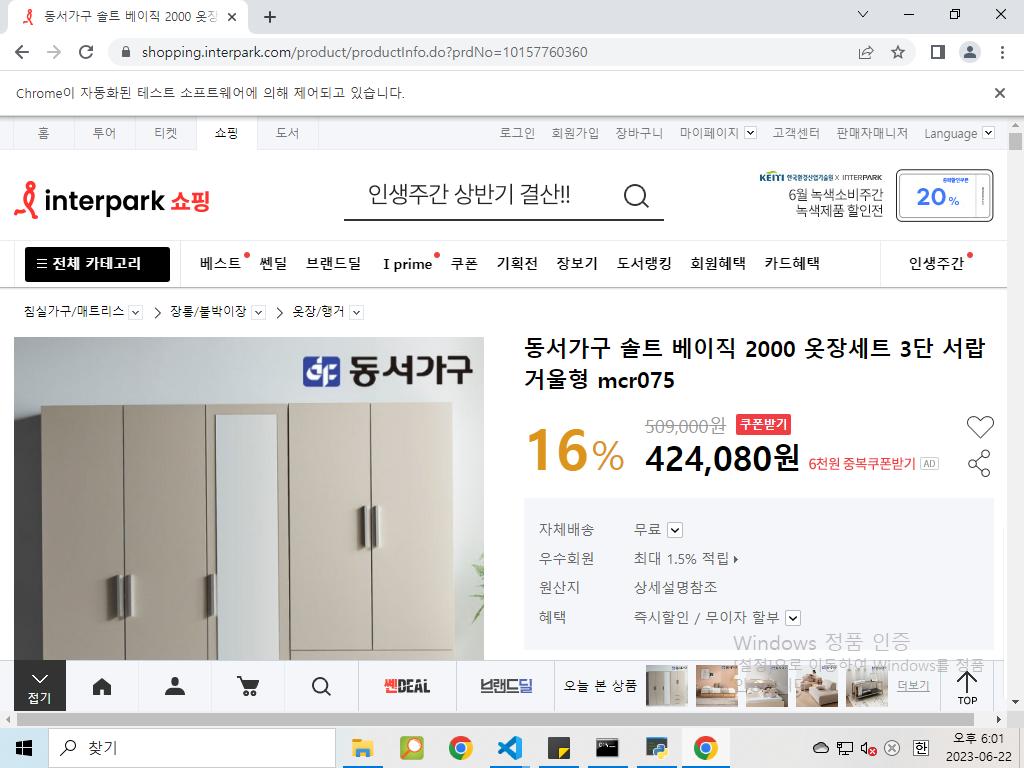 동서가구 솔트 베이직 2000 옷장
shopping.interpark.com/product/productInfo.do?prdNo=10157760360
Chrome이 자동화된 테스트 소프트웨어에 의해 제어되고 있습니다.
홈 투어 티켓 쇼핑 도서 로그인 회원가입 장바구니 마이페이지 고객센터 판매자매니저 Language
interpark 쇼핑
인생주간 상반기 결산!!
KEITI 한국환경산업기술원 X INTERPARK
6월 녹색소비주간
녹색제품 할인전
20%
전체 카테고리 베스트 쎈딜 브랜드딜 I prime 쿠폰 기획전 장보기 도서랭킹 회원혜택 카드혜택 인생주간
침실가구/매트리스 장롱/붙박이장 옷장/행거
동서가구
동서가구 솔트 베이직 2000 옷장세트 3단 서랍
거울형 mcr075
16%
509,000원 쿠폰받기
424,080원 6천원 중복쿠폰받기 AD
자체배송 무료
우수회원 최대 1.5% 적립
원산지 상세설명참조
혜택 즉시할인 / 무이자 할부
Windows 정품 인증
[설정]으로 이동하여 Windows를 정품
접기 쎈DEAL 브랜드딜 오늘 본 상품 더보기 TOP
찾기
오후 6:01
2023-06-22
한